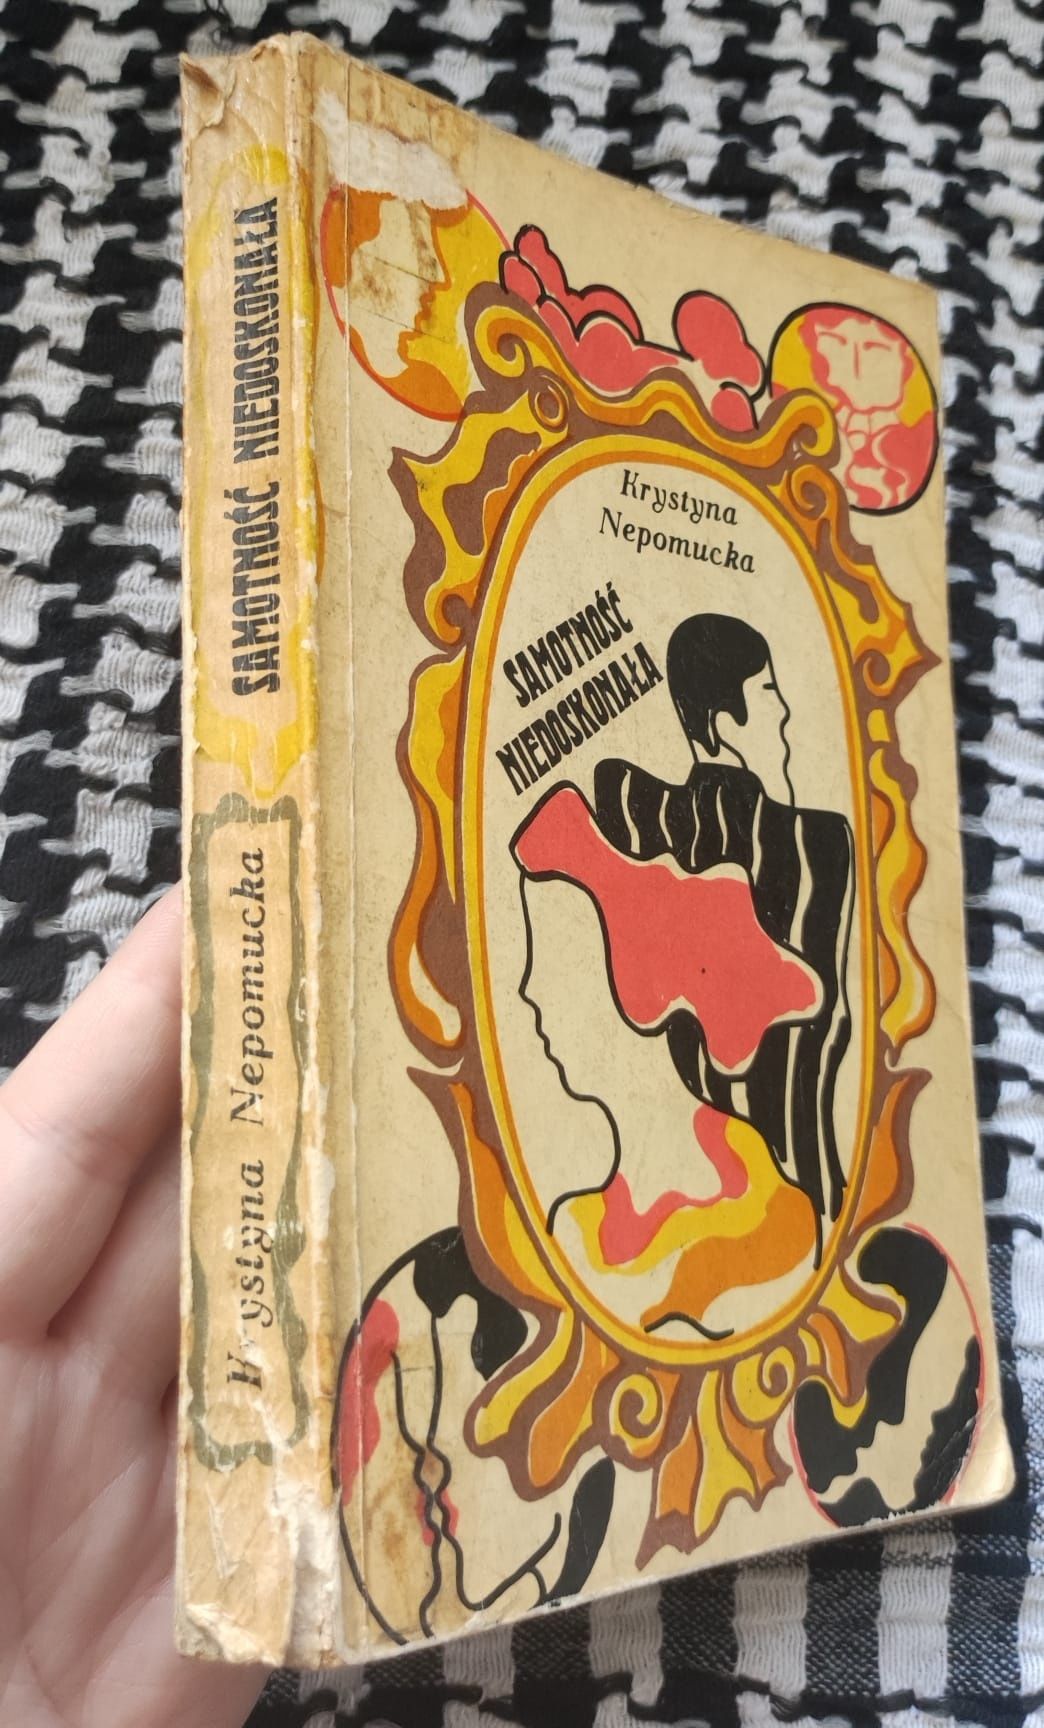 SAMOTNOŚĆ NIEDOSKONAŁA
Krystyna Nepomucka
Krystyna
Nepomucka
SAMOTNOŚĆ
NIEDOSKONAŁA